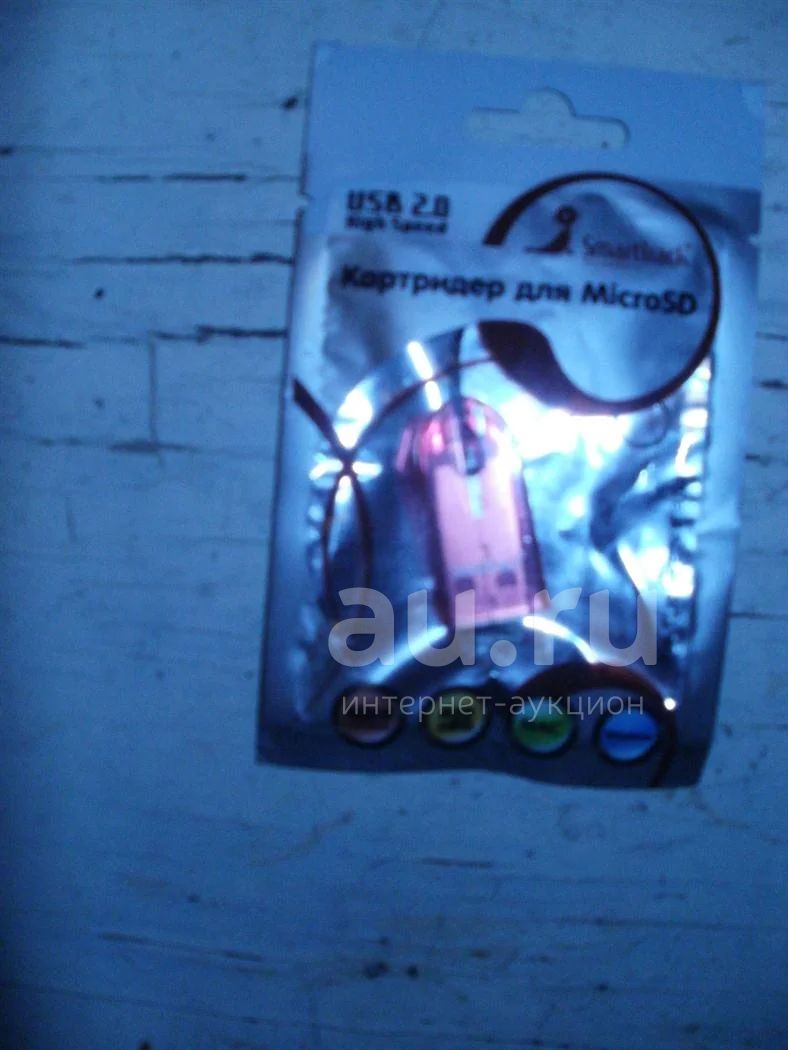 USB 2.0
High Speed
Smartbuy
Картридер для MicroSD
au.ru
интернет-аукцион